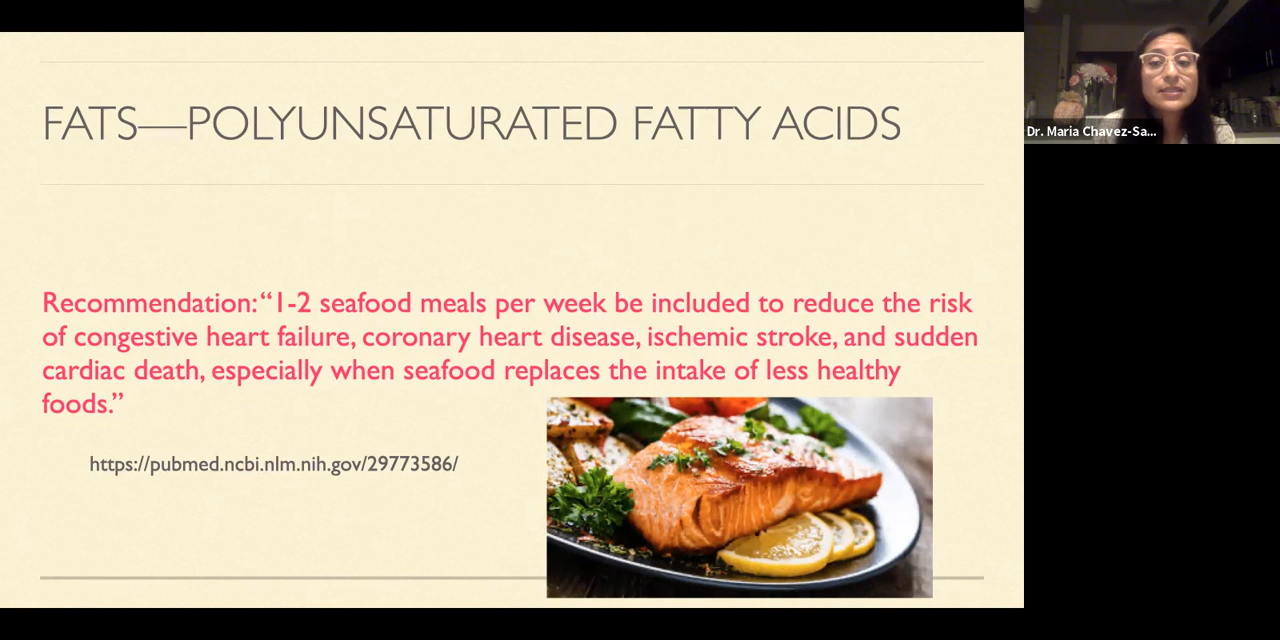 FATS—POLYUNSATURATED FATTY ACIDS
Recommendation: “1-2 seafood meals per week be included to reduce the risk
of congestive heart failure, coronary heart disease, ischemic stroke, and sudden
cardiac death, especially when seafood replaces the intake of less healthy
foods.”
https://pubmed.ncbi.nlm.nih.gov/29773586/
Dr. Maria Chavez-Sa...